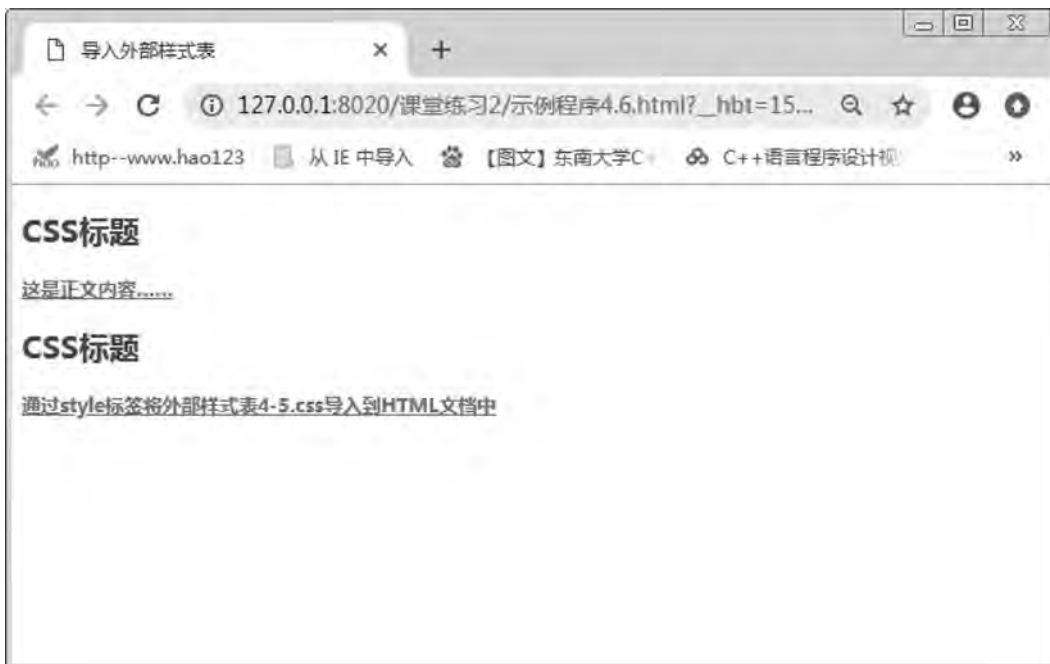 导入外部样式表
127.0.0.1:8020/课堂练习2/示例程序4.6.html?__hbt=15...
http--www.hao123 从 IE 中导入 【图文】东南大学C+ C++语言程序设计视
CSS标题
这是正文内容……
CSS标题
通过style标签将外部样式表4-5.css导入到HTML文档中